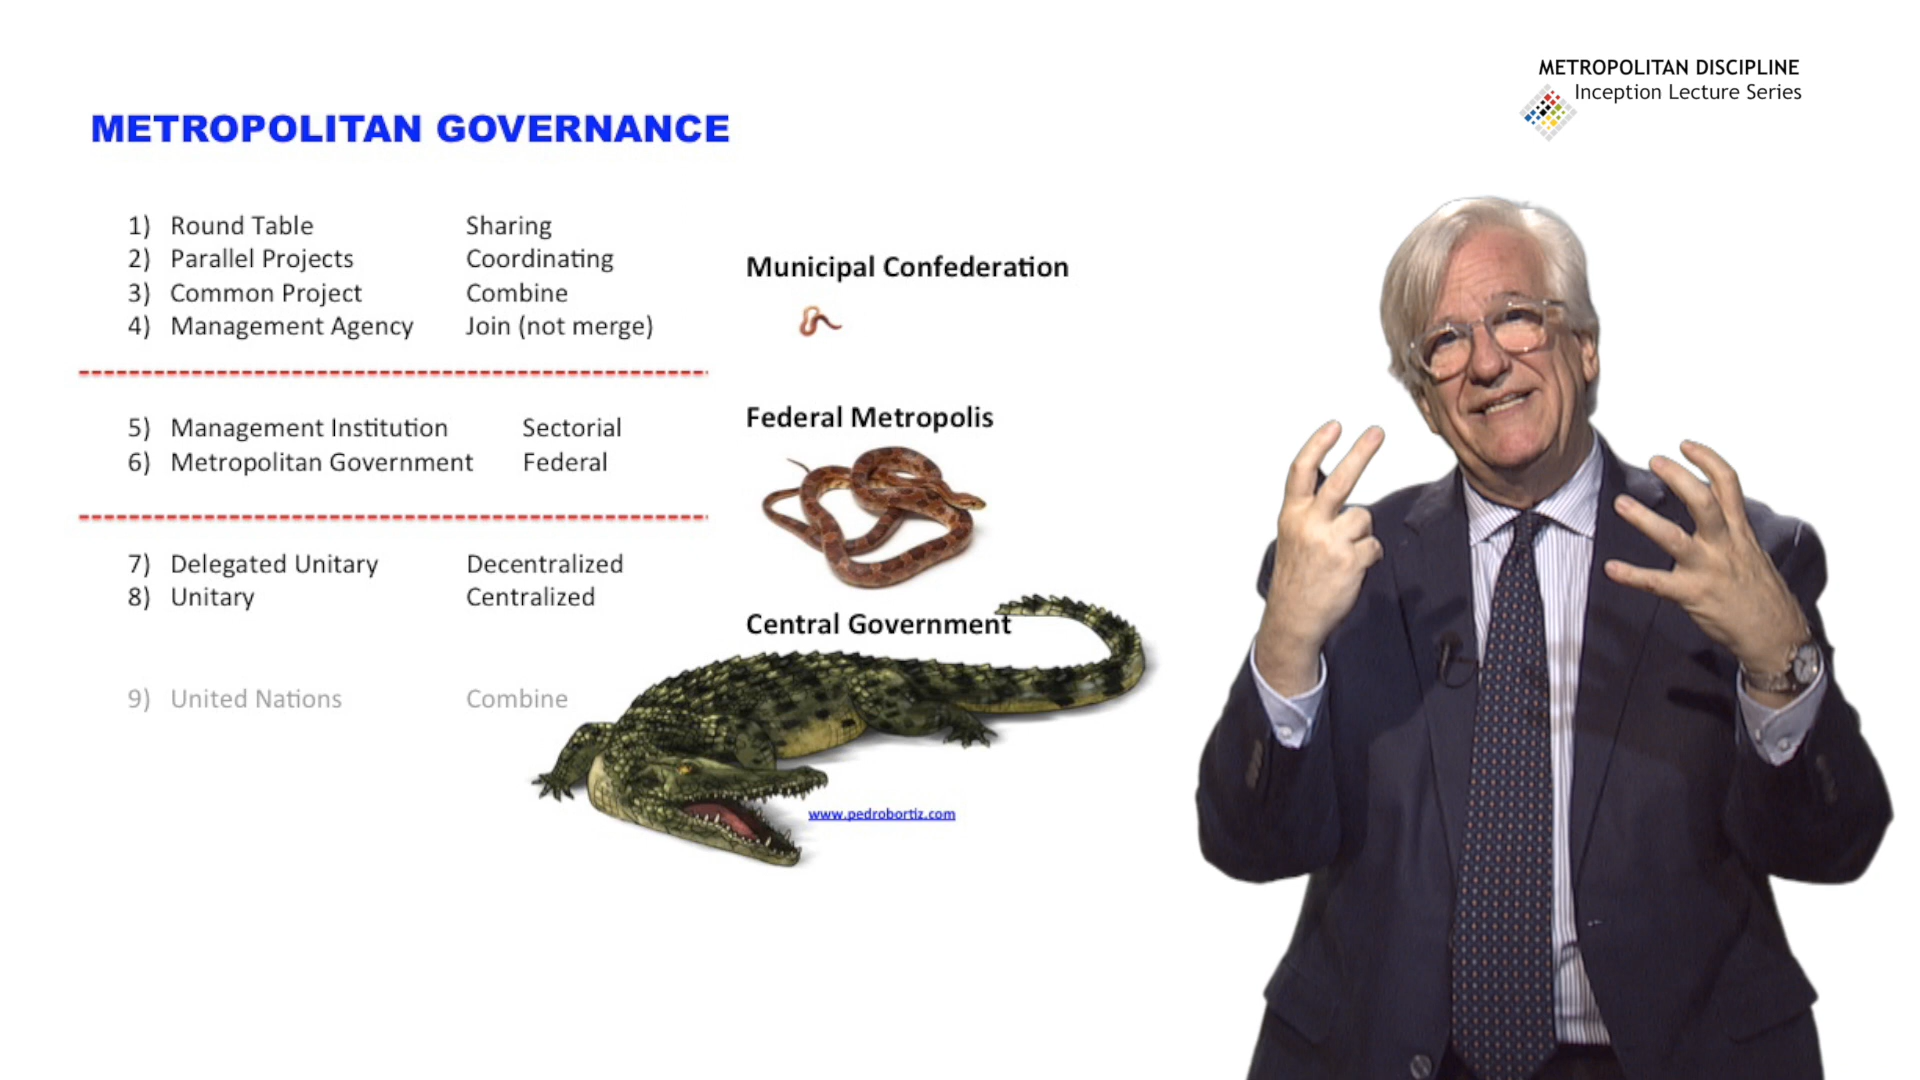 METROPOLITAN DISCIPLINE
Inception Lecture Series
METROPOLITAN GOVERNANCE
1) Round Table Sharing
2) Parallel Projects Coordinating
3) Common Project Combine
4) Management Agency Join (not merge)
Municipal Confederation
5) Management Institution Sectorial
6) Metropolitan Government Federal
Federal Metropolis
7) Delegated Unitary Decentralized
8) Unitary Centralized
Central Government
9) United Nations Combine
www.pedrobortiz.com